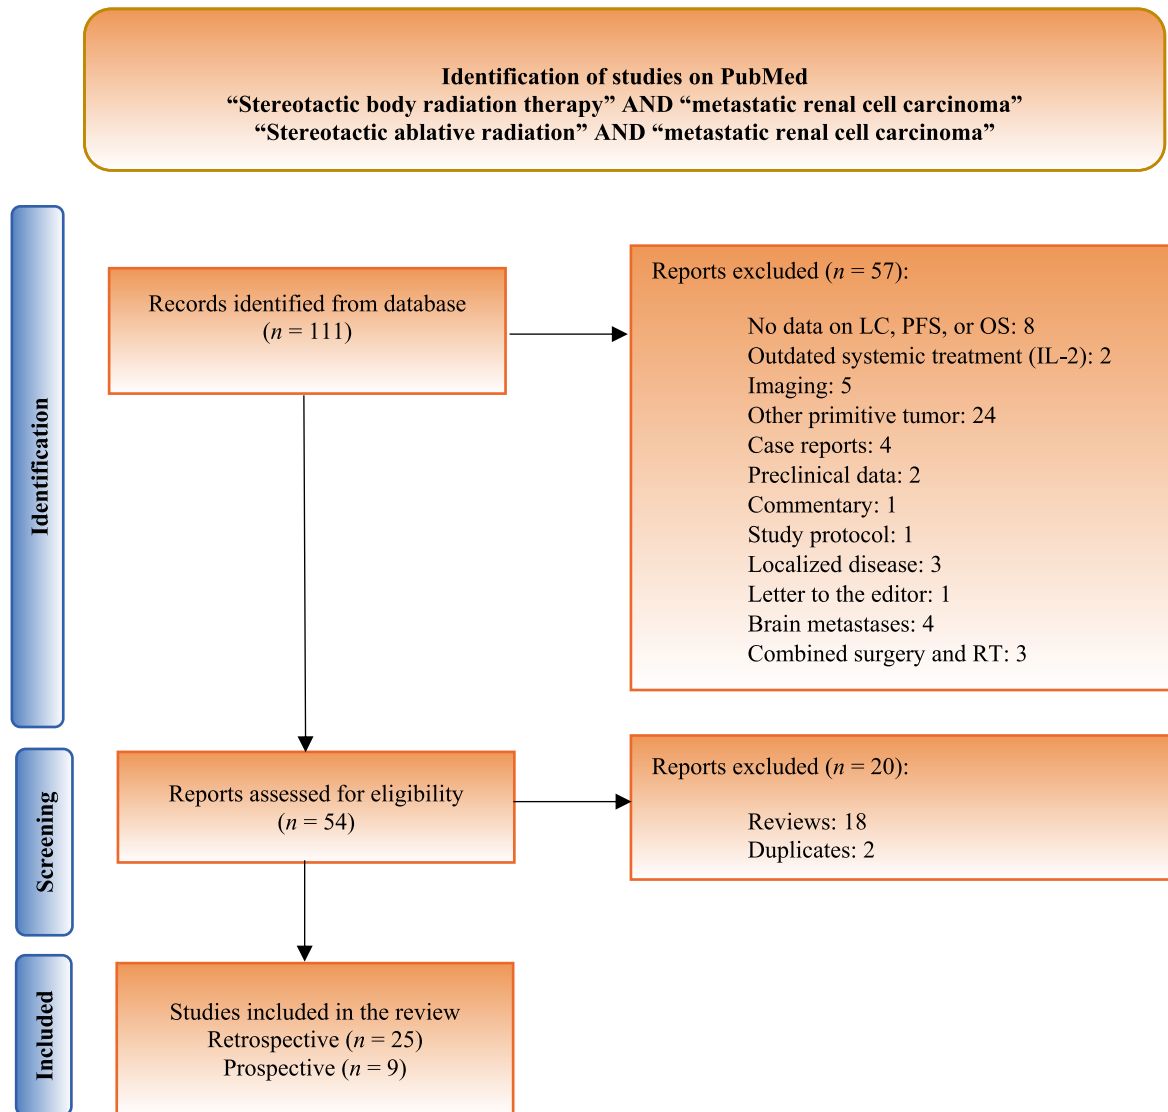 Identification of studies on PubMed
“Stereotactic body radiation therapy” AND “metastatic renal cell carcinoma”
“Stereotactic ablative radiation” AND “metastatic renal cell carcinoma”
Identification
Records identified from database
(n = 111)
Reports excluded (n = 57):
No data on LC, PFS, or OS: 8
Outdated systemic treatment (IL-2): 2
Imaging: 5
Other primitive tumor: 24
Case reports: 4
Preclinical data: 2
Commentary: 1
Study protocol: 1
Localized disease: 3
Letter to the editor: 1
Brain metastases: 4
Combined surgery and RT: 3
Screening
Reports assessed for eligibility
(n = 54)
Reports excluded (n = 20):
Reviews: 18
Duplicates: 2
Included
Studies included in the review
Retrospective (n = 25)
Prospective (n = 9)